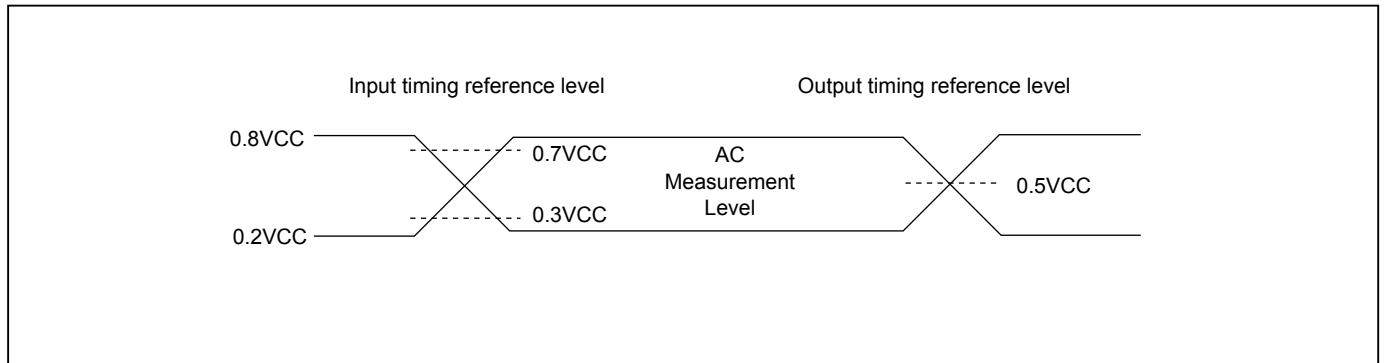 Input timing reference level
Output timing reference level
0.8VCC
0.7VCC
AC
Measurement
Level
0.5VCC
0.3VCC
0.2VCC